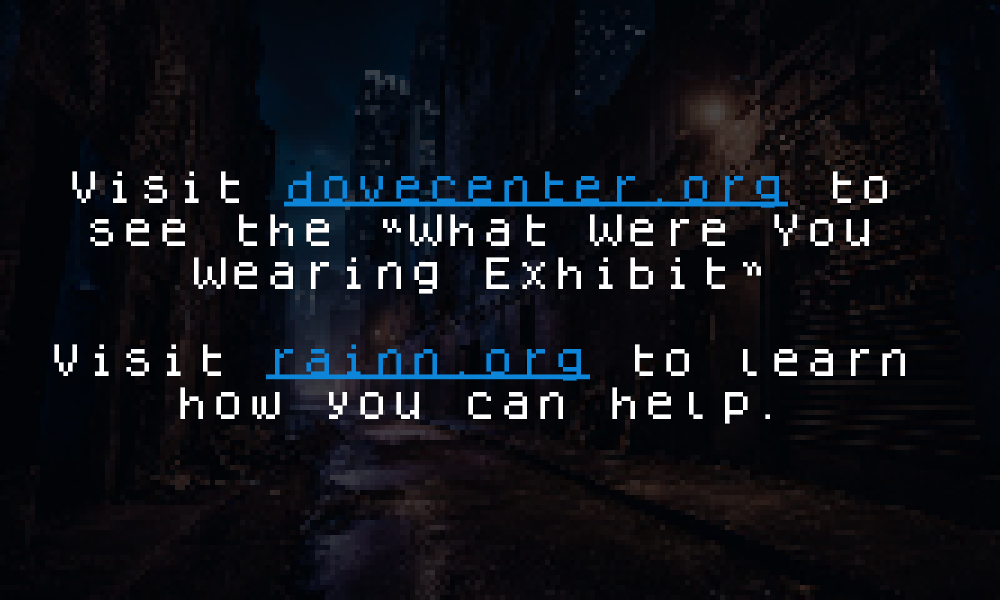 Visit dovecenter.org to
see the "What Were You
Wearing Exhibit"
Visit rainn.org to learn
how you can help.